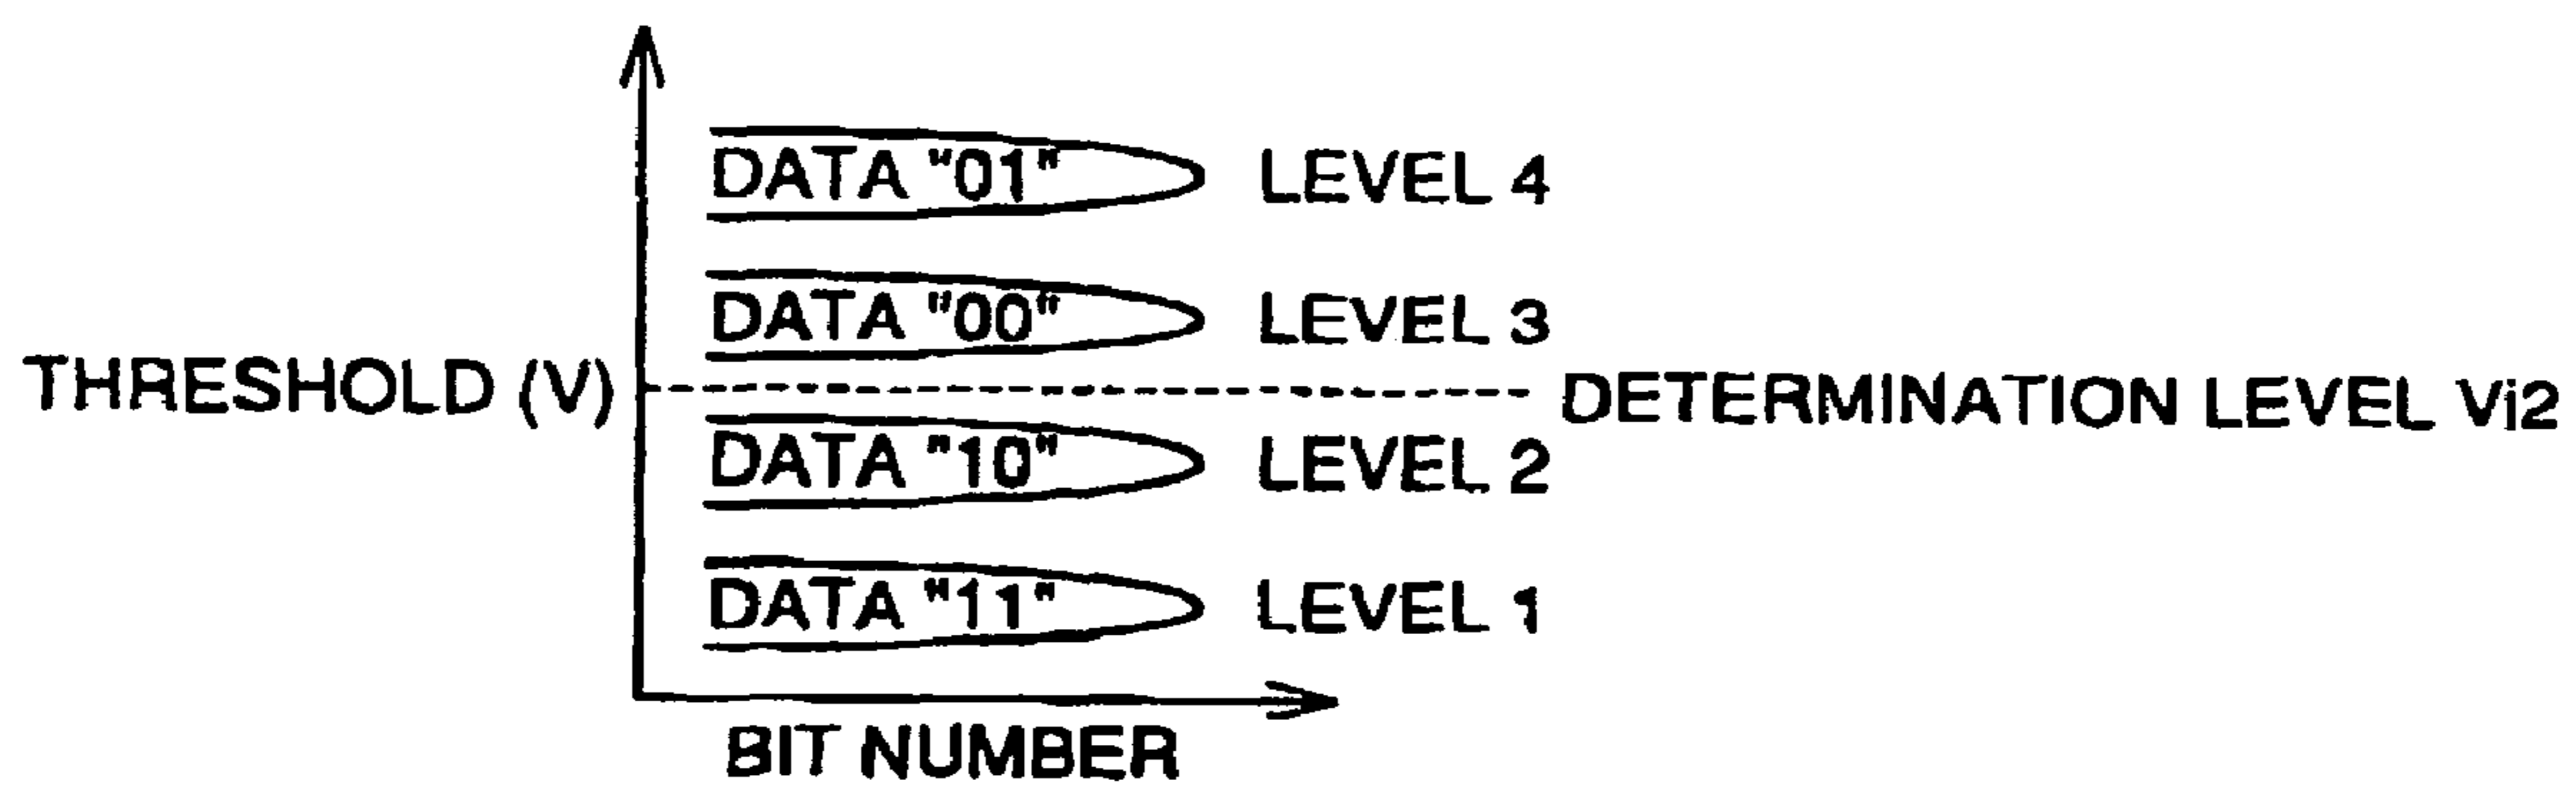 DATA "01" LEVEL 4
DATA "00" LEVEL 3
THRESHOLD (V) DETERMINATION LEVEL Vi2
DATA "10" LEVEL 2
DATA "11" LEVEL 1
BIT NUMBER